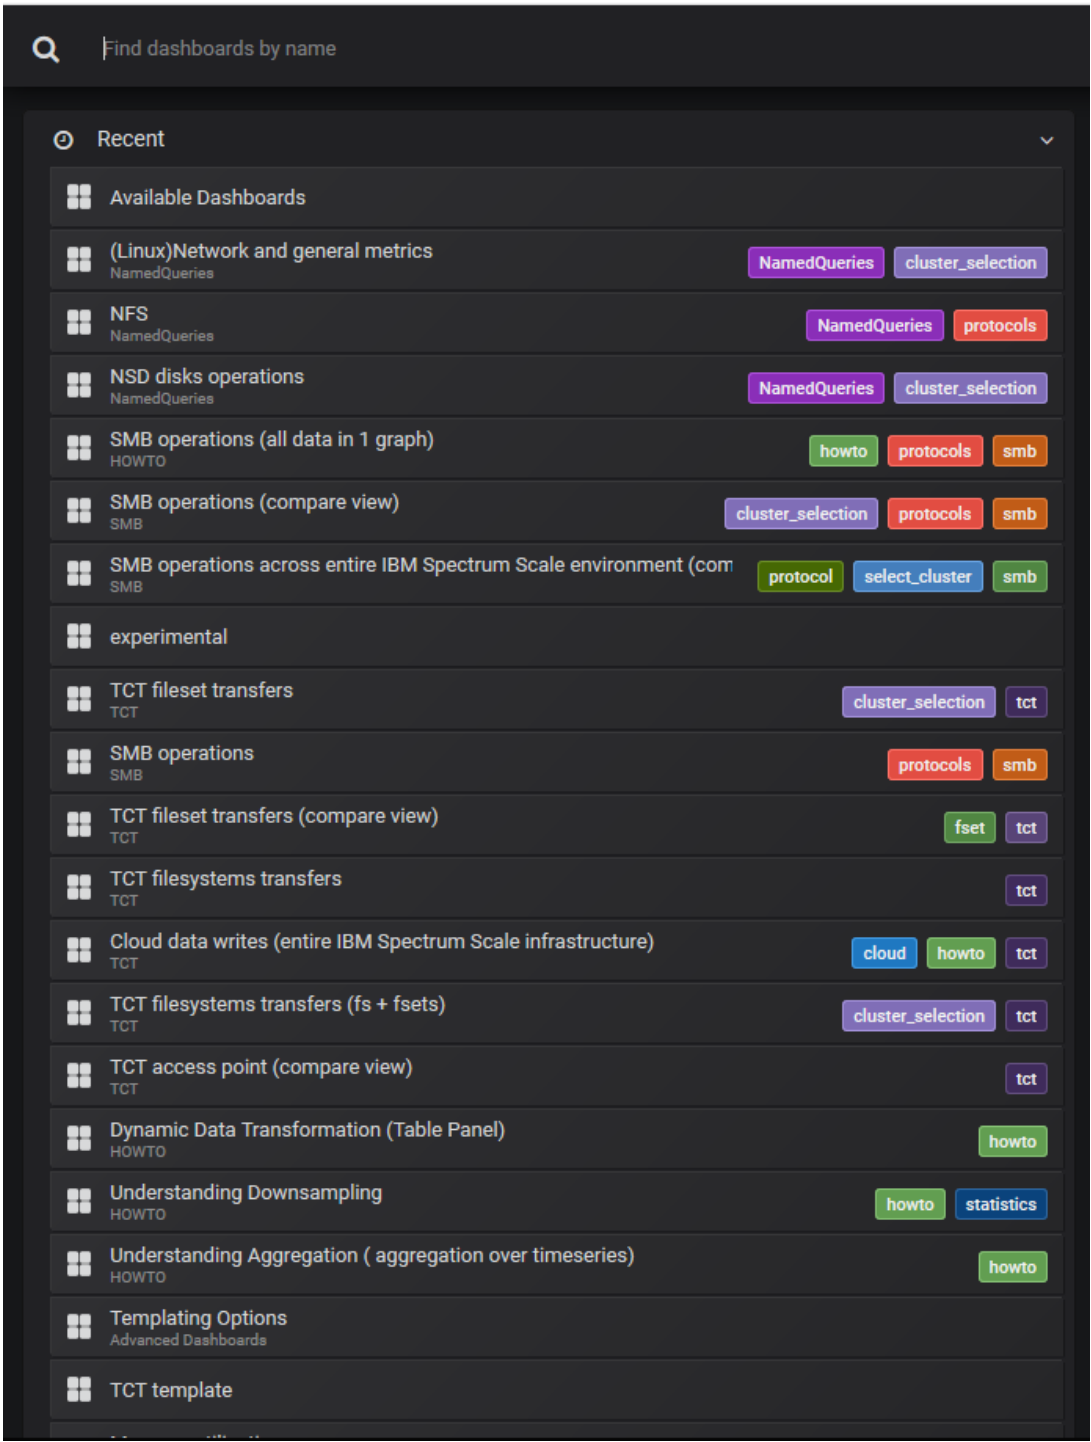 Find dashboards by name
Recent
Available Dashboards
(Linux)Network and general metrics NamedQueries cluster_selection
NamedQueries
NFS NamedQueries protocols
NamedQueries
NSD disks operations NamedQueries cluster_selection
NamedQueries
SMB operations (all data in 1 graph) howto protocols smb
HOWTO
SMB operations (compare view) cluster_selection protocols smb
SMB
SMB operations across entire IBM Spectrum Scale environment (com protocol select_cluster smb
SMB
experimental
TCT fileset transfers cluster_selection tct
TCT
SMB operations protocols smb
SMB
TCT fileset transfers (compare view) fset tct
TCT
TCT filesystems transfers tct
TCT
Cloud data writes (entire IBM Spectrum Scale infrastructure) cloud howto tct
TCT
TCT filesystems transfers (fs + fsets) cluster_selection tct
TCT
TCT access point (compare view) tct
TCT
Dynamic Data Transformation (Table Panel) howto
HOWTO
Understanding Downsampling howto statistics
HOWTO
Understanding Aggregation ( aggregation over timeseries) howto
HOWTO
Templating Options
Advanced Dashboards
TCT template